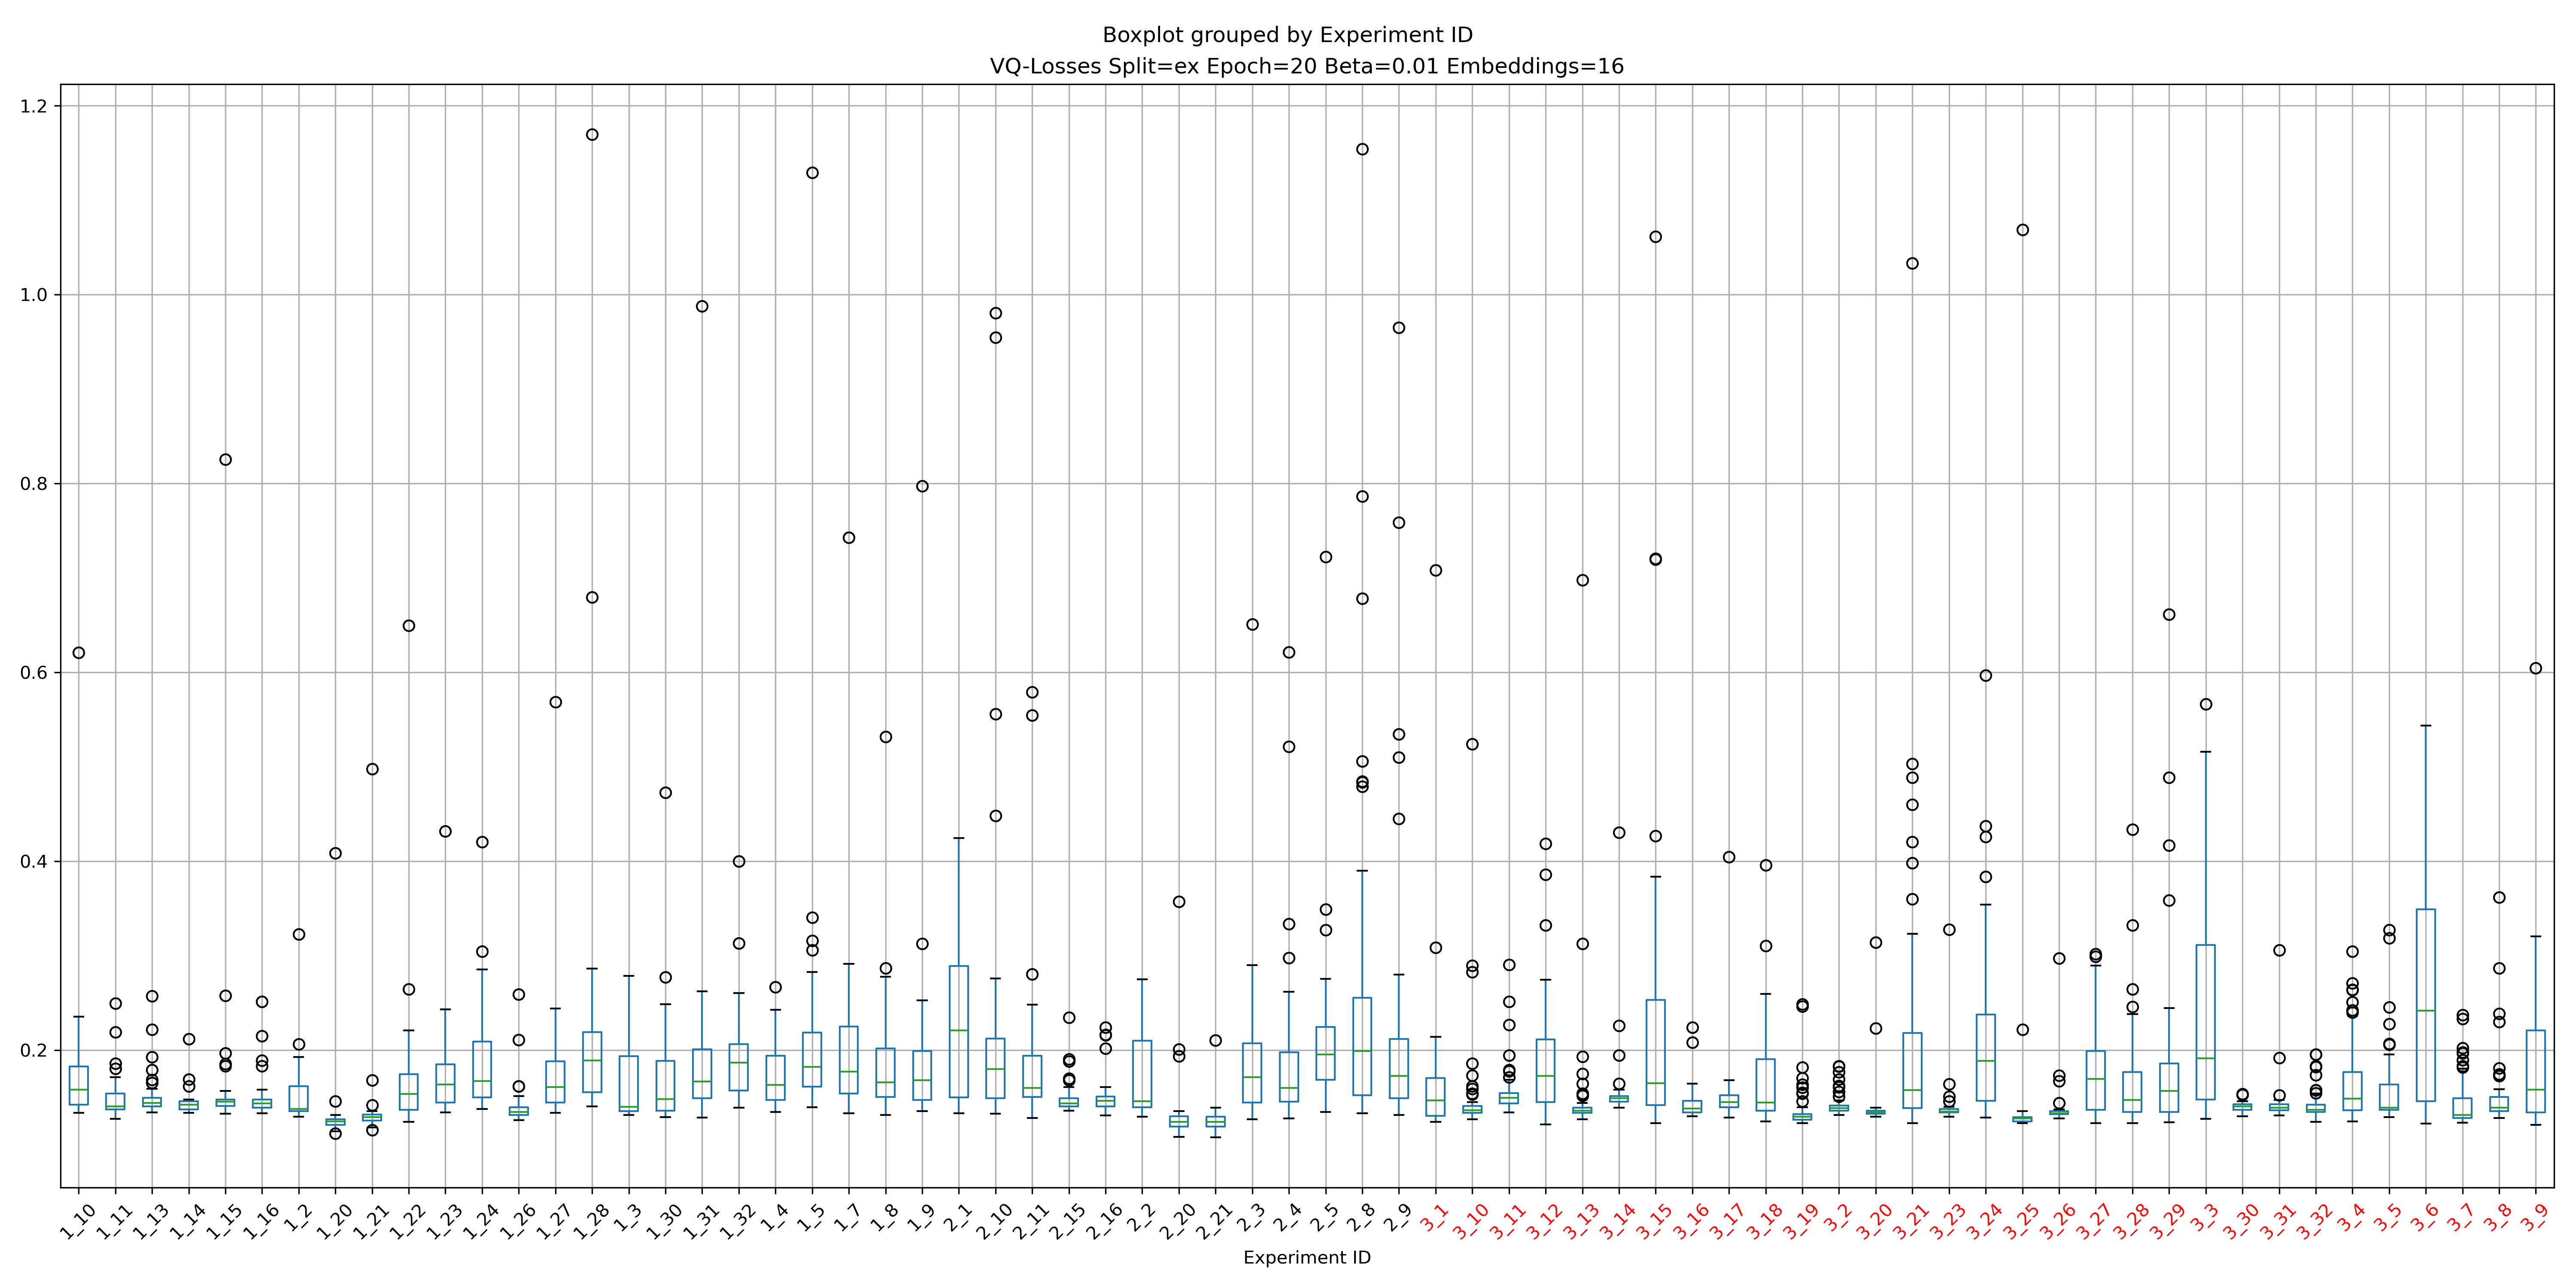 Boxplot grouped by Experiment ID
VQ-Losses Split=ex Epoch=20 Beta=0.01 Embeddings=16
1.2
1.0
0.8
0.6
0.4
0.2
1_10 1_11 1_13 1_14 1_15 1_16 1_2 1_20 1_21 1_22 1_23 1_24 1_26 1_27 1_28 1_3 1_30 1_31 1_32 1_4 1_5 1_7 1_8 1_9 2_1 2_10 2_11 2_15 2_16 2_2 2_20 2_21 2_3 2_4 2_5 2_8 2_9 3_1 3_10 3_11 3_12 3_13 3_14 3_15 3_16 3_17 3_18 3_19 3_2 3_20 3_21 3_23 3_24 3_25 3_26 3_27 3_28 3_29 3_3 3_30 3_31 3_32 3_4 3_5 3_6 3_7 3_8 3_9
Experiment ID